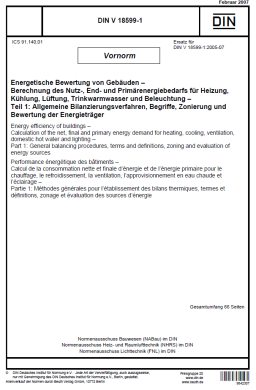 Februar 2007
DIN V 18599-1
DIN
ICS 91.140.01
Ersatz für
DIN V 18599-1:2005-07
Vornorm
Energetische Bewertung von Gebäuden –
Berechnung des Nutz-, End- und Primärenergiebedarfs für Heizung,
Kühlung, Lüftung, Trinkwarmwasser und Beleuchtung –
Teil 1: Allgemeine Bilanzierungsverfahren, Begriffe, Zonierung und
Bewertung der Energieträger
Energy efficiency of buildings –
Calculation of the net, final and primary energy demand for heating, cooling, ventilation,
domestic hot water and lighting –
Part 1: General balancing procedures, terms and definitions, zoning and evaluation of
energy sources
Performance énergétique des bâtiments –
Calcul de la consommation nette et finale d'énergie et de l'énergie primaire pour le
chauffage, le refroidissement, la ventilation, l'approvisionnement en eau chaude et
l'éclairage –
Partie 1: Méthodes générales pour l'établissement des bilans thermiques, termes et
définitions, zonage et évaluation des sources d'énergie
Gesamtumfang 66 Seiten
Normenausschuss Bauwesen (NABau) im DIN
Normenausschuss Heiz- und Raumlufttechnik (NHRS) im DIN
Normenausschuss Lichttechnik (FNL) im DIN
© DIN Deutsches Institut für Normung e.V. · Jede Art der Vervielfältigung, auch auszugsweise,
nur mit Genehmigung des DIN Deutsches Institut für Normung e.V., Berlin, gestattet.
Alleinverkauf der Normen durch Beuth Verlag GmbH, 10772 Berlin
Preisgruppe 20
www.din.de
www.beuth.de